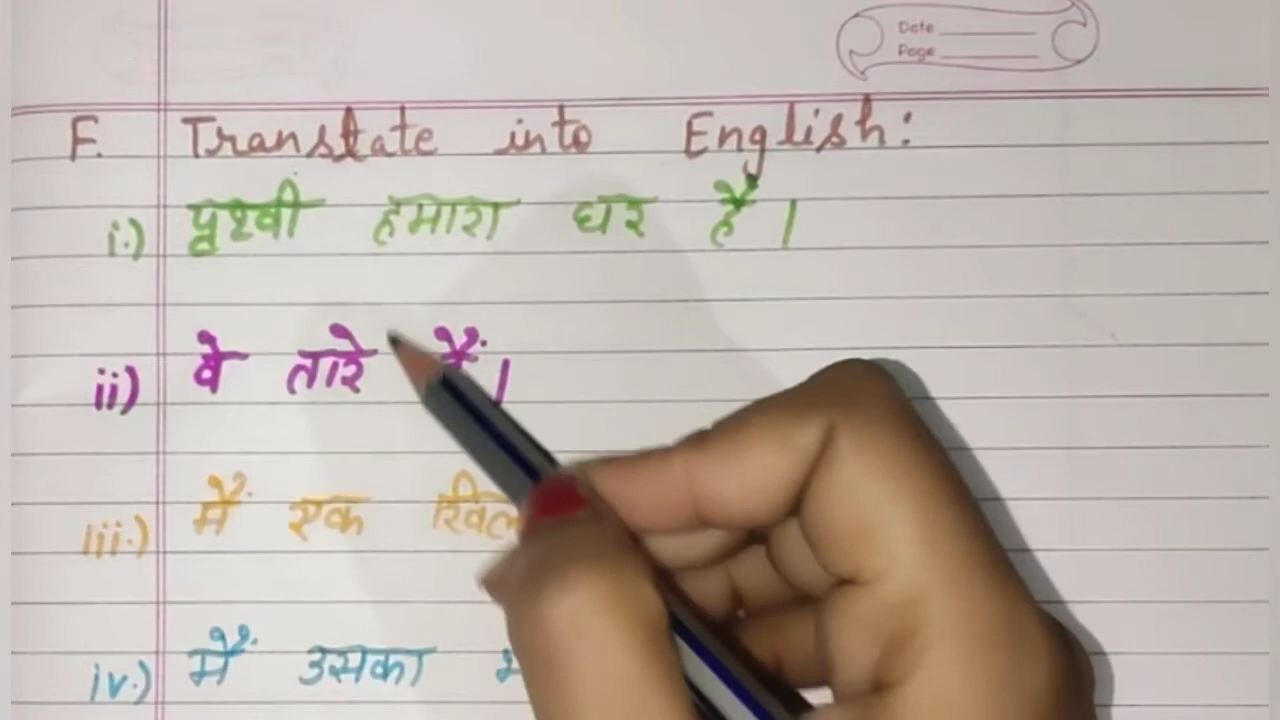 Date
Page
F. Translate into English:
i.) पृथ्वी हमारा घर है।
ii) वे तारे हैं।
iii.) मैं एक
iv.) मैं उसका